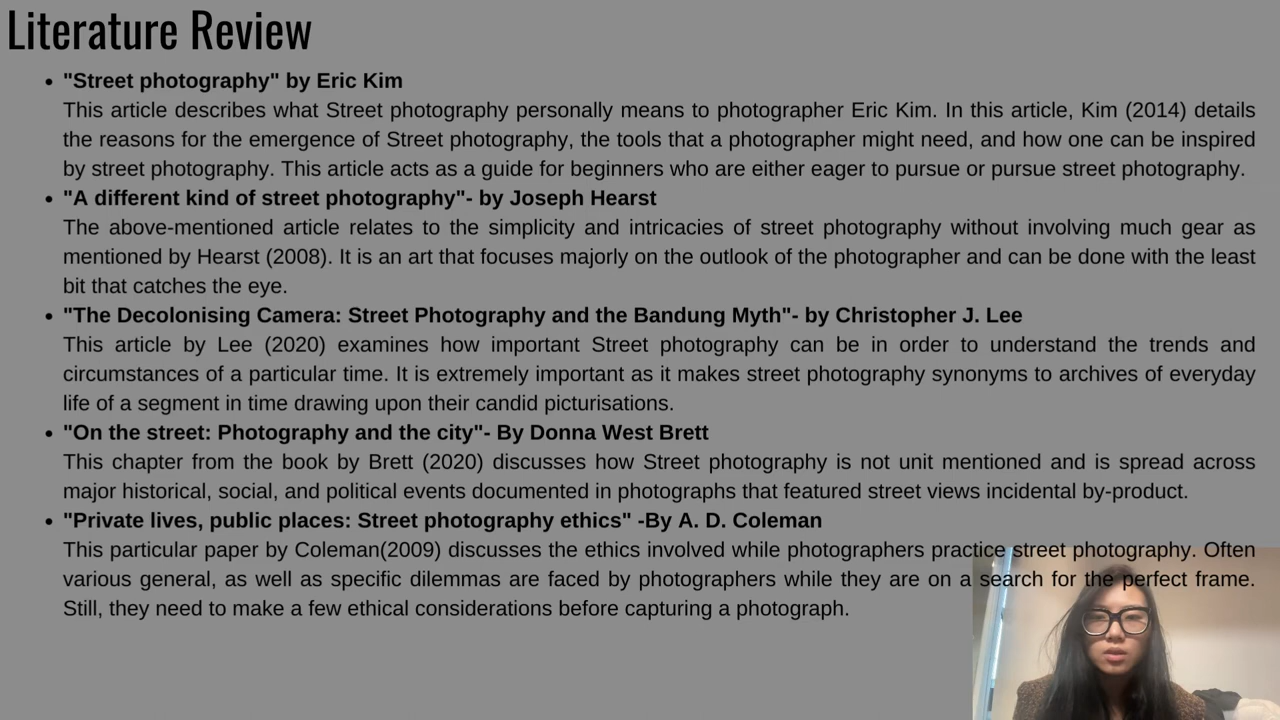 Literature Review
"Street photography" by Eric Kim
This article describes what Street photography personally means to photographer Eric Kim. In this article, Kim (2014) details
the reasons for the emergence of Street photography, the tools that a photographer might need, and how one can be inspired
by street photography. This article acts as a guide for beginners who are either eager to pursue or pursue street photography.
"A different kind of street photography"- by Joseph Hearst
The above-mentioned article relates to the simplicity and intricacies of street photography without involving much gear as
mentioned by Hearst (2008). It is an art that focuses majorly on the outlook of the photographer and can be done with the least
bit that catches the eye.
"The Decolonising Camera: Street Photography and the Bandung Myth"- by Christopher J. Lee
This article by Lee (2020) examines how important Street photography can be in order to understand the trends and
circumstances of a particular time. It is extremely important as it makes street photography synonyms to archives of everyday
life of a segment in time drawing upon their candid picturisations.
"On the street: Photography and the city"- By Donna West Brett
This chapter from the book by Brett (2020) discusses how Street photography is not unit mentioned and is spread across
major historical, social, and political events documented in photographs that featured street views incidental by-product.
"Private lives, public places: Street photography ethics" -By A. D. Coleman
This particular paper by Coleman(2009) discusses the ethics involved while photographers practice street photography. Often
various general, as well as specific dilemmas are faced by photographers while they are on a search for the perfect frame.
Still, they need to make a few ethical considerations before capturing a photograph.